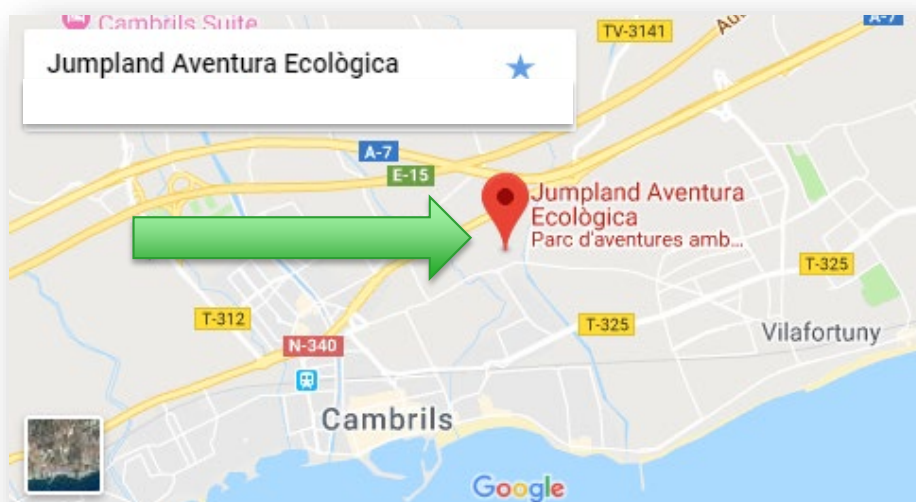 Cambrils Suite
TV-3141
A-7
Jumpland Aventura Ecològica
A-7
E-15
Jumpland Aventura
Ecològica
Parc d'aventures amb...
T-325
T-312
T-325
Vilafortuny
N-340
Cambrils
Google